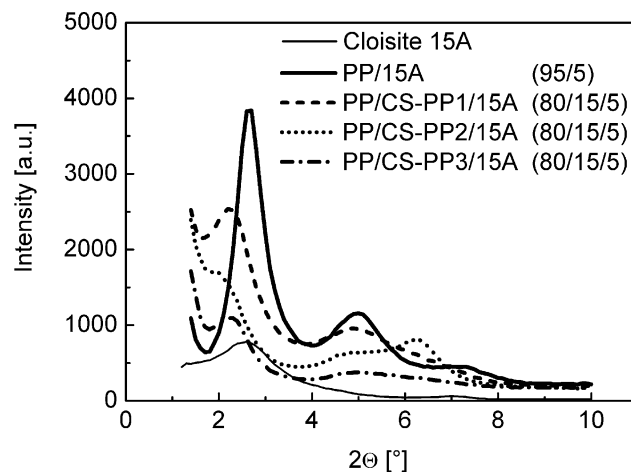 5000
4000
3000
2000
1000
0
Intensity [a.u.]
Cloisite 15A
PP/15A (95/5)
PP/CS-PP1/15A (80/15/5)
PP/CS-PP2/15A (80/15/5)
PP/CS-PP3/15A (80/15/5)
0 2 4 6 8 10
2Θ [°]